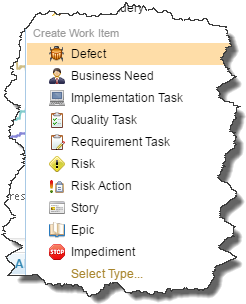 Create Work Item
Defect
Business Need
Implementation Task
Quality Task
Requirement Task
Risk
Risk Action
Story
Epic
STOP Impediment
Select Type...